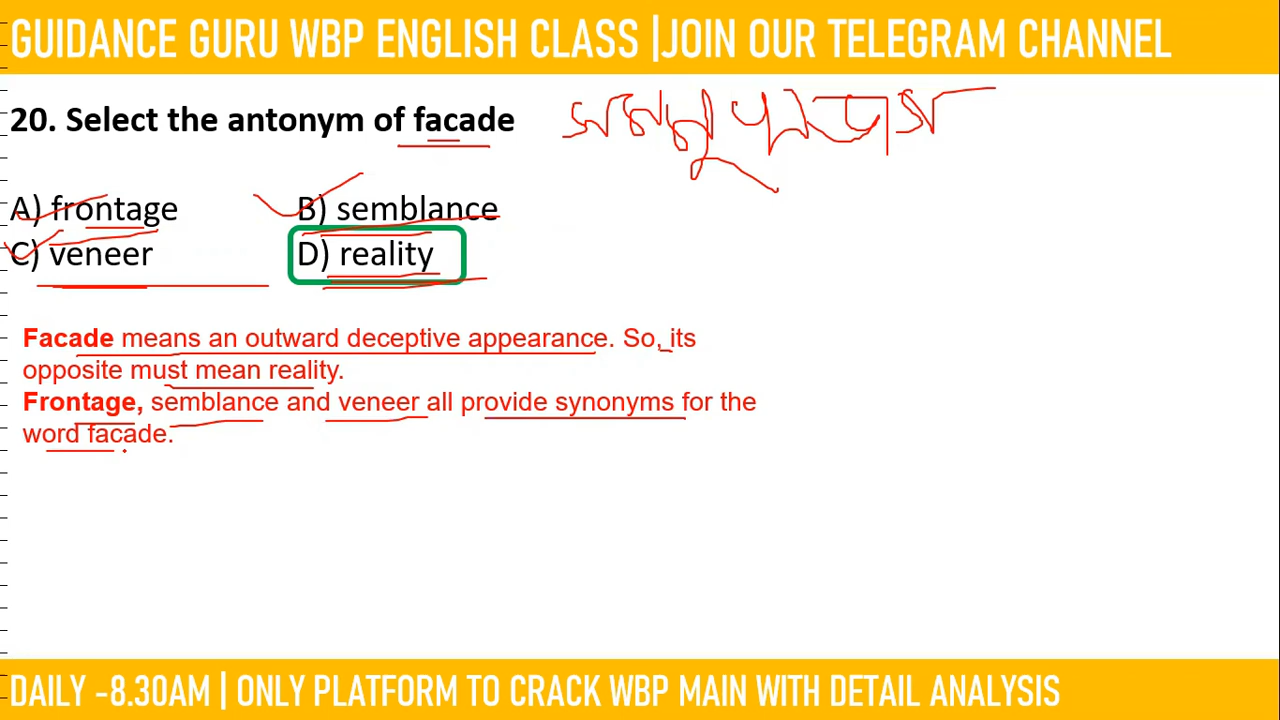 GUIDANCE GURU WBP ENGLISH CLASS |JOIN OUR TELEGRAM CHANNEL
20. Select the antonym of facade
A) frontage B) semblance
C) veneer D) reality
Facade means an outward deceptive appearance. So, its
opposite must mean reality.
Frontage, semblance and veneer all provide synonyms for the
word facade.
DAILY -8.30AM | ONLY PLATFORM TO CRACK WBP MAIN WITH DETAIL ANALYSIS